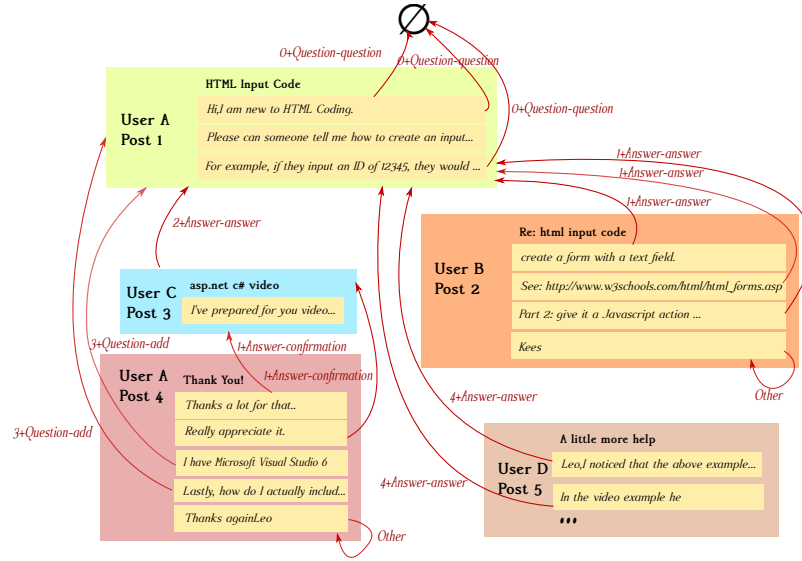 ∅
0+Question-question
0+Question-question
0+Question-question
HTML Input Code
User A
Post 1
Hi,I am new to HTML Coding.
Please can someone tell me how to create an input...
For example, if they input an ID of 12345, they would ...
1+Answer-answer
1+Answer-answer
1+Answer-answer
2+Answer-answer
Re: html input code
User B
Post 2
create a form with a text field.
See: http://www.w3schools.com/html/html_forms.asp
Part 2: give it a Javascript action ...
Kees
Other
asp.net c# video
User C
Post 3
I've prepared for you video...
3+Question-add
1+Answer-confirmation
1+Answer-confirmation
User A
Post 4
Thank You!
Thanks a lot for that..
Really appreciate it.
I have Microsoft Visual Studio 6
Lastly, how do I actually includ...
Thanks againLeo
3+Question-add
Other
4+Answer-answer
4+Answer-answer
A little more help
User D
Post 5
Leo,I noticed that the above example...
In the video example he
...